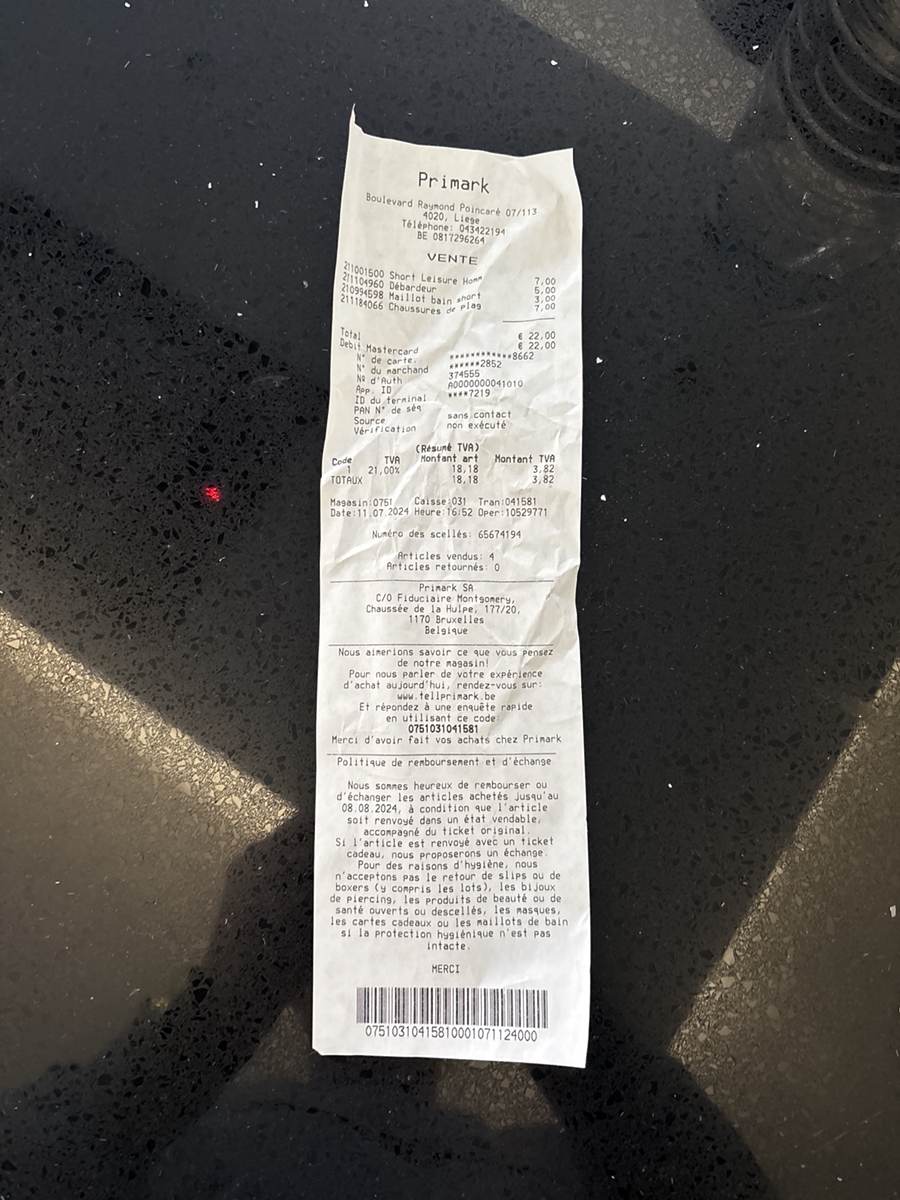 Primark
Boulevard Raymond Poincaré 07/113
4020, Liege
Téléphone: 043422194
BE 0817296264
VENTE
211001500 Short Leisure Homm 7,00
211104960 Débardeur 5,00
210994598 Maillot bain short 3,00
211184066 Chaussures de plag 7,00
Total € 22,00
Debit Mastercard € 22,00
N° de carte. ************8662
N° du marchand ******2852
Nº d'Auth 374555
App. ID A0000000041010
ID du terminal ****7219
PAN N° de séq
Source sans contact
Vérification non exécuté
(Résumé TVA)
Code TVA Montant art Montant TVA
1 21,00% 18,18 3,82
TOTAUX 18,18 3,82
Magasin:0751 Caisse:031 Tran:041581
Date:11.07.2024 Heure:16:52 Oper:10529771
Numéro des scellés: 65674194
Articles vendus: 4
Articles retournés: 0
Primark SA
C/O Fiduciaire Montgomery,
Chaussée de la Hulpe, 177/20,
1170 Bruxelles
Belgique
Nous aimerions savoir ce que vous pensez
de notre magasin!
Pour nous parler de votre expérience
d'achat aujourd'hui, rendez-vous sur:
www.tellprimark.be
Et répondez à une enquête rapide
en utilisant ce code:
0751031041581
Merci d'avoir fait vos achats chez Primark
Politique de remboursement et d'échange
Nous sommes heureux de rembourser ou
d'échanger les articles achetés jusqu'au
08.08.2024, à condition que l'article
soit renvoyé dans un état vendable,
accompagné du ticket original.
Si l'article est renvoyé avec un ticket
cadeau, nous proposerons un échange.
Pour des raisons d'hygiène, nous
n'acceptons pas le retour de slips ou de
boxers (y compris les lots), les bijoux
de piercing, les produits de beauté ou de
santé ouverts ou descellés, les masques,
les cartes cadeaux ou les maillots de bain
si la protection hygiénique n'est pas
intacte.
MERCI
07510310415810001071124000